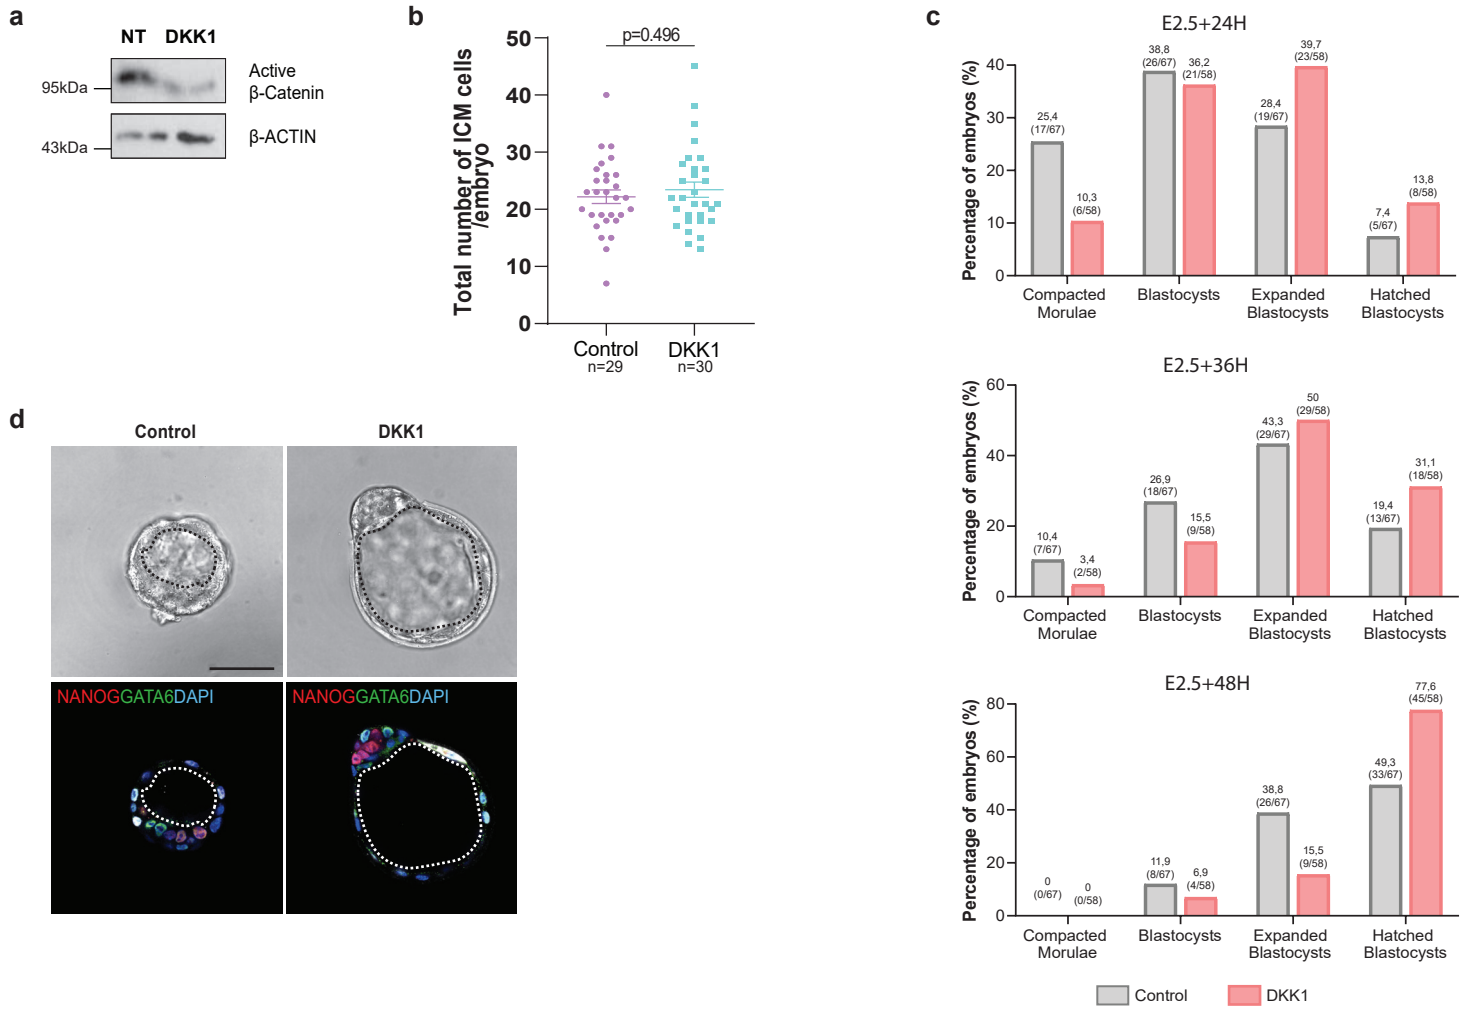 a
NT DKK1
95kDa
Active
β-Catenin
43kDa
β-ACTIN
b
Total number of ICM cells
/embryo
50
40
30
20
10
0
p=0.496
Control
n=29
DKK1
n=30
c
E2.5+24H
Percentage of embryos (%)
40
30
20
10
0
25,4
(17/67)
10,3
(6/58)
38,8
(26/67)
36,2
(21/58)
28,4
(19/67)
39,7
(23/58)
7,4
(5/67)
13,8
(8/58)
Compacted
Morulae
Blastocysts
Expanded
Blastocysts
Hatched
Blastocysts
E2.5+36H
Percentage of embryos (%)
60
40
20
0
10,4
(7/67)
3,4
(2/58)
26,9
(18/67)
15,5
(9/58)
43,3
(29/67)
50
(29/58)
19,4
(13/67)
31,1
(18/58)
Compacted
Morulae
Blastocysts
Expanded
Blastocysts
Hatched
Blastocysts
E2.5+48H
Percentage of embryos (%)
80
60
40
20
0
0
(0/67)
0
(0/58)
11,9
(8/67)
6,9
(4/58)
38,8
(26/67)
15,5
(9/58)
49,3
(33/67)
77,6
(45/58)
Compacted
Morulae
Blastocysts
Expanded
Blastocysts
Hatched
Blastocysts
Control
DKK1
d
Control
DKK1
NANOGGATA6DAPI
NANOGGATA6DAPI